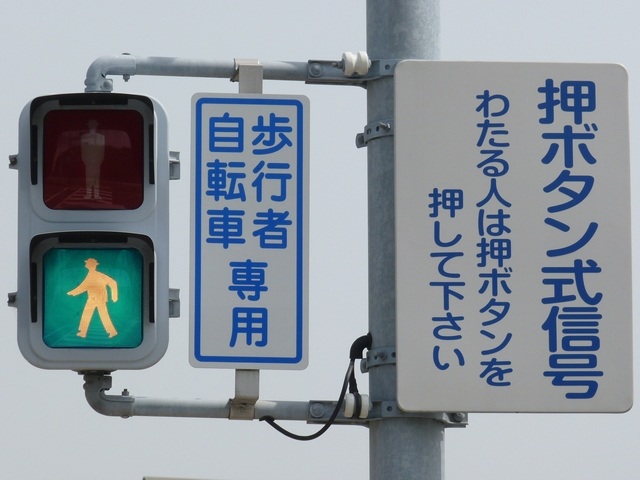 歩行者
自転車
専用
押ボタン式信号
わたる人は押ボタンを
押して下さい